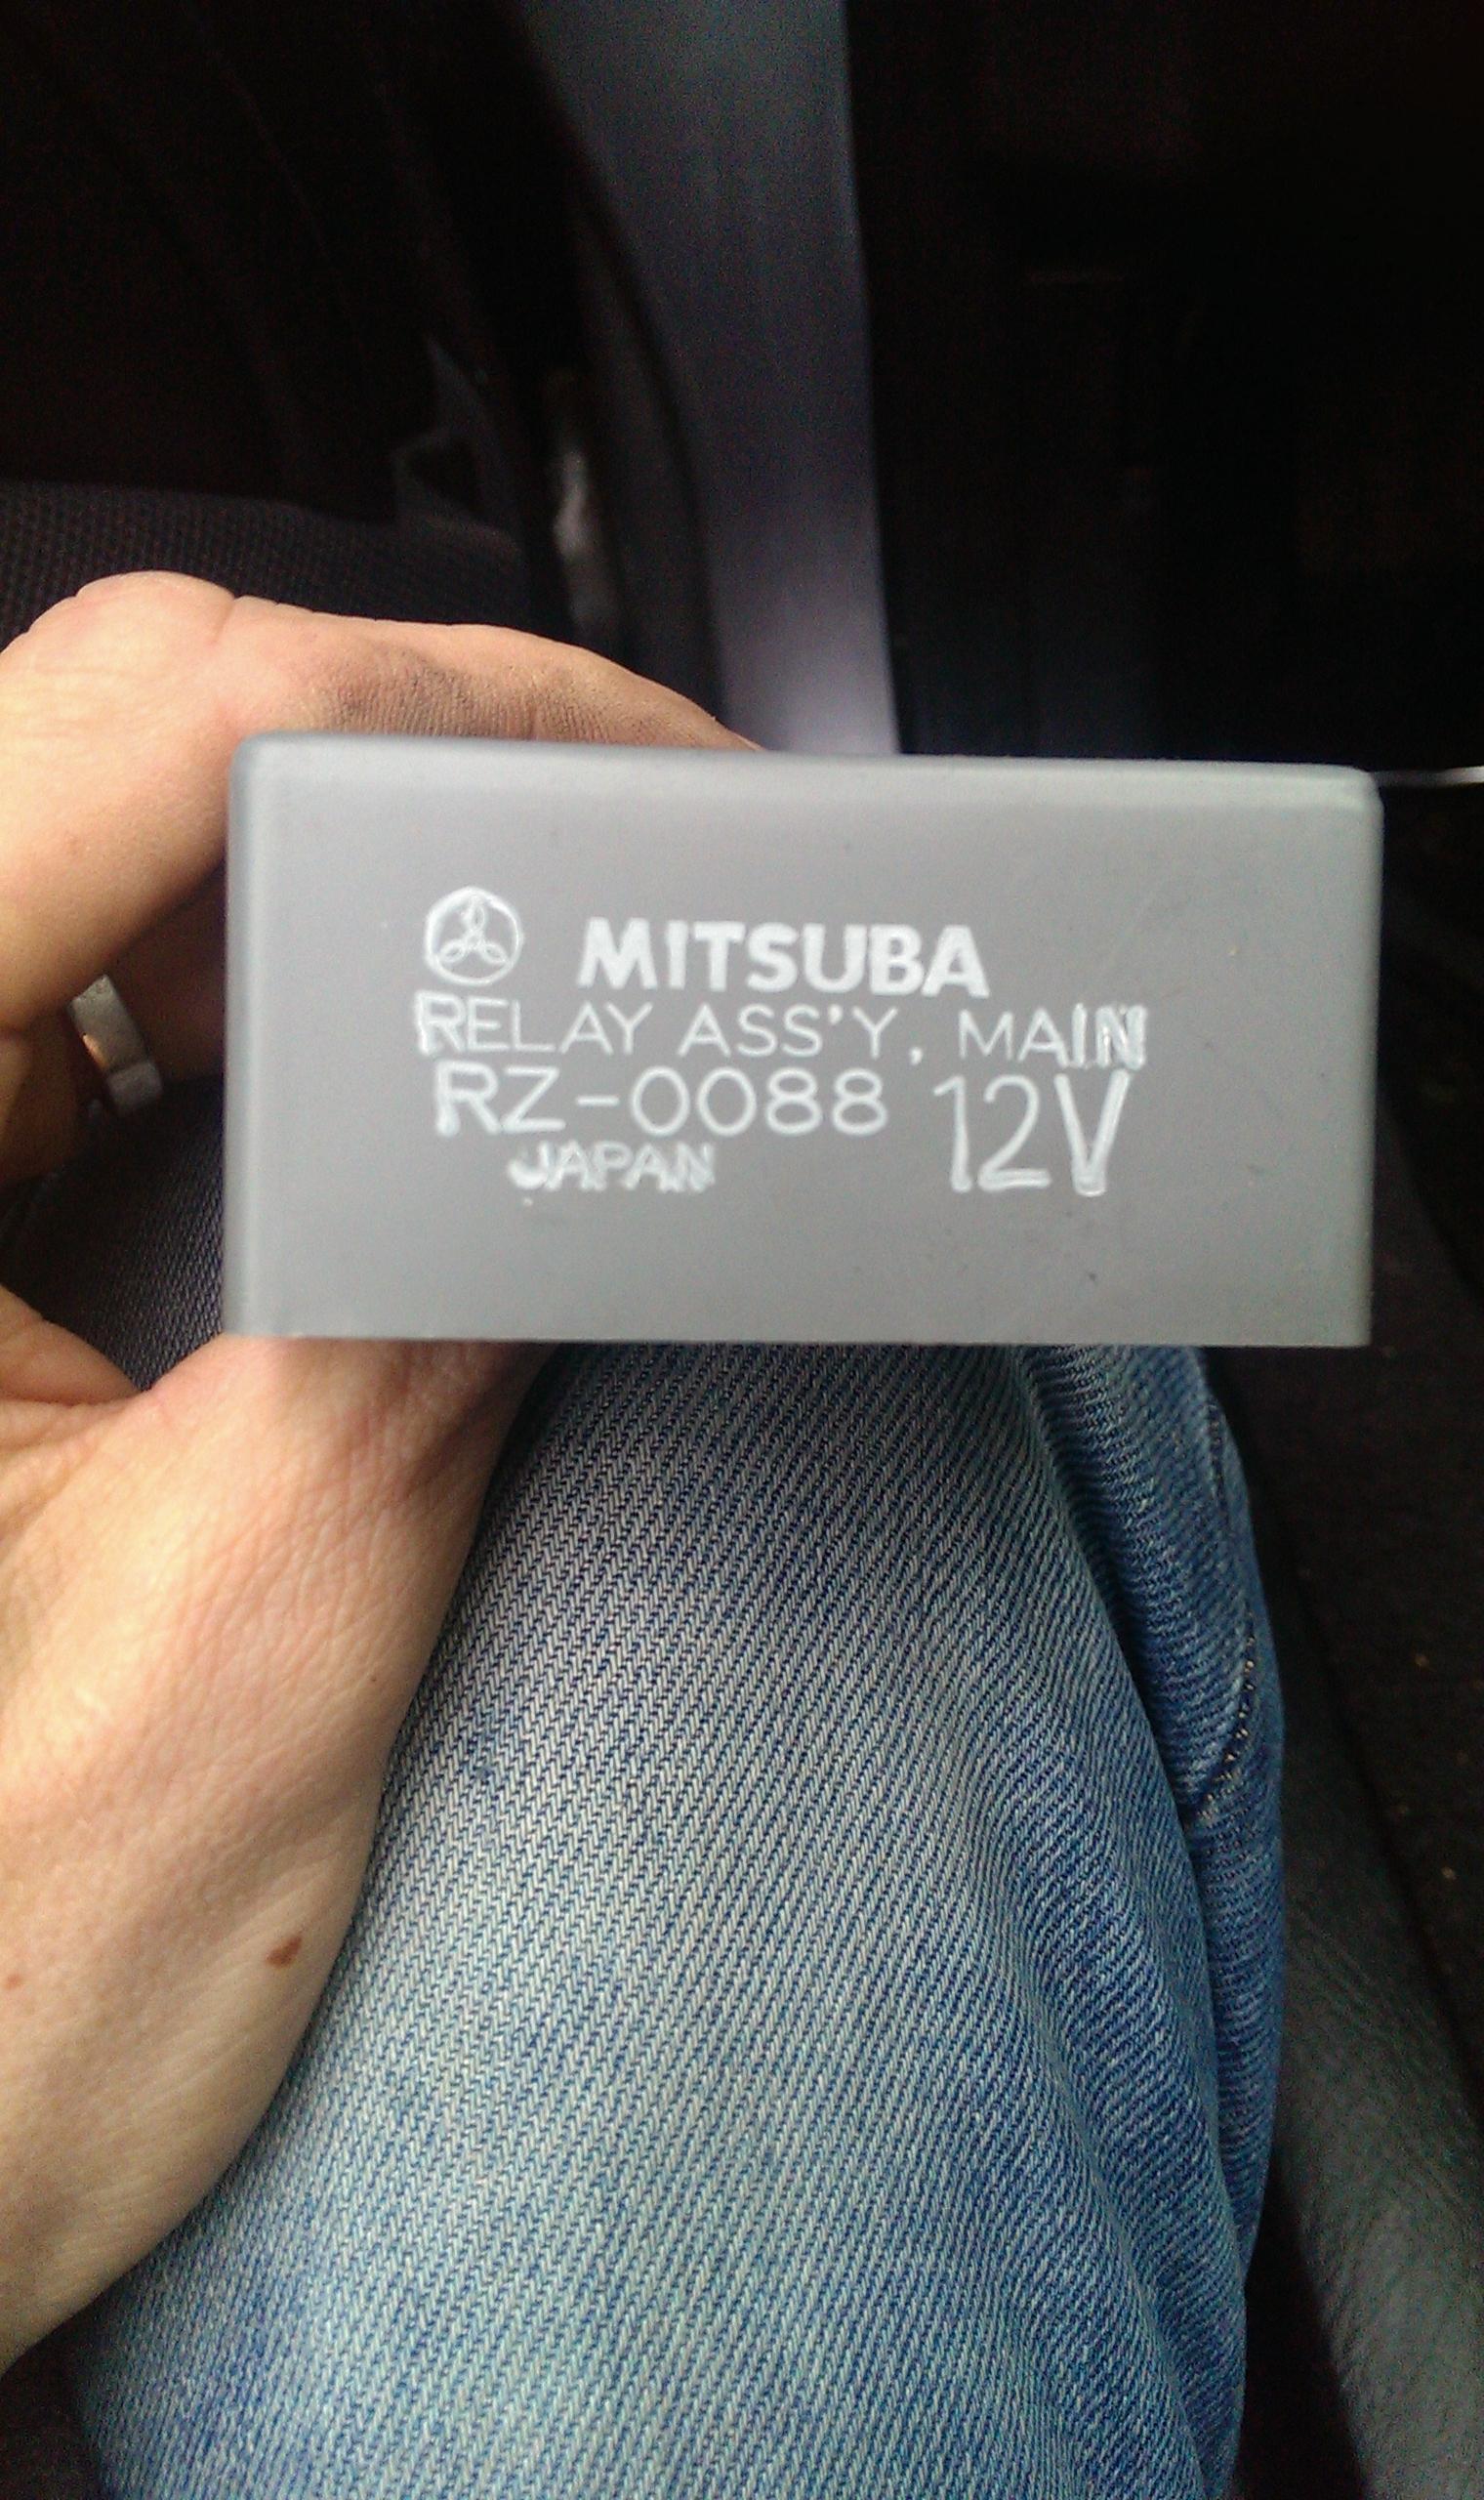 MITSUBA
RELAY ASS'Y, MAIN
RZ-0088 12V
JAPAN